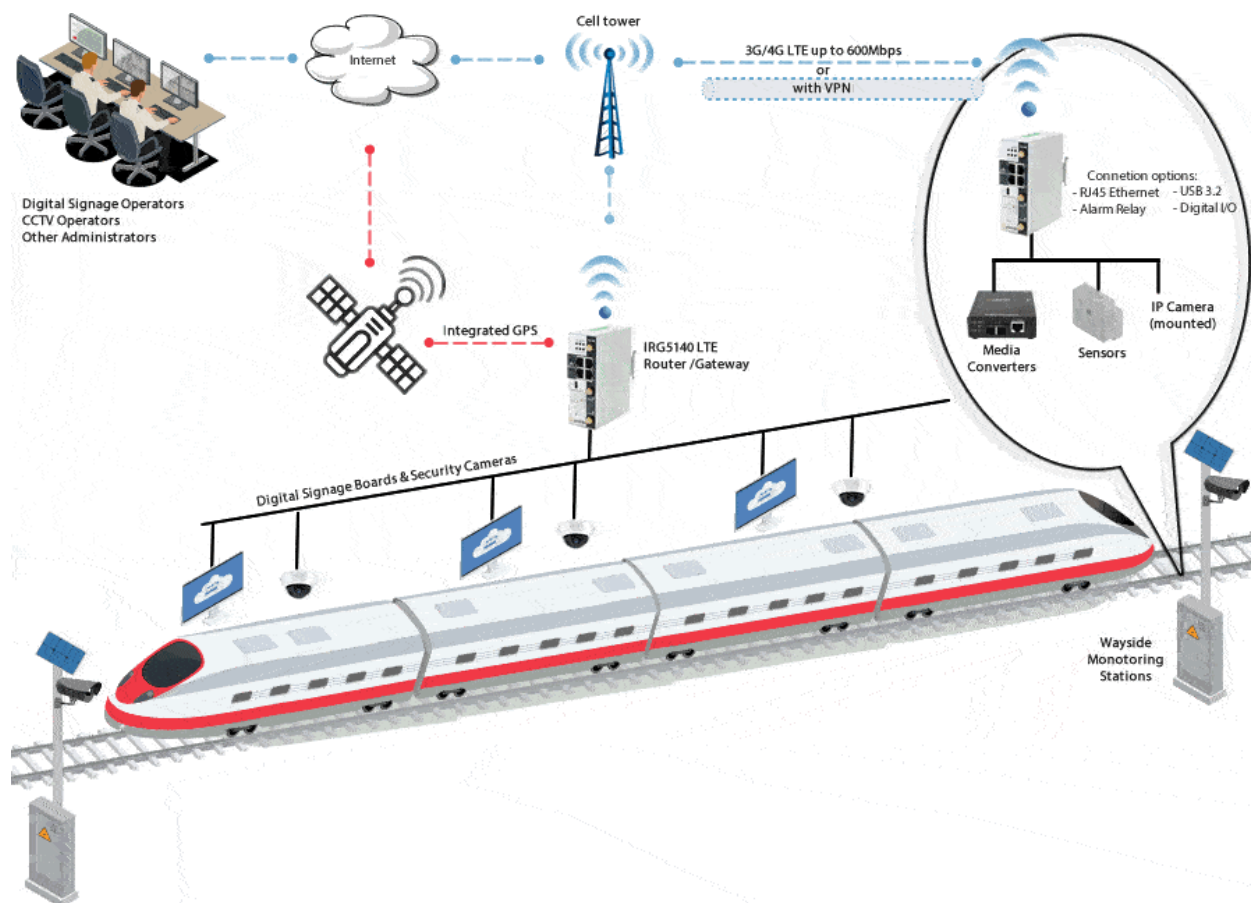 Cell tower
Internet
3G/4G LTE up to 600Mbps
or
with VPN
Digital Signage Operators
CCTV Operators
Other Administrators
Connetion options:
- RJ45 Ethernet - USB 3.2
- Alarm Relay - Digital I/O
Integrated GPS
IRG5140 LTE
Router /Gateway
Media
Converters
Sensors
IP Camera
(mounted)
Digital Signage Boards & Security Cameras
Wayside
Monotoring
Stations